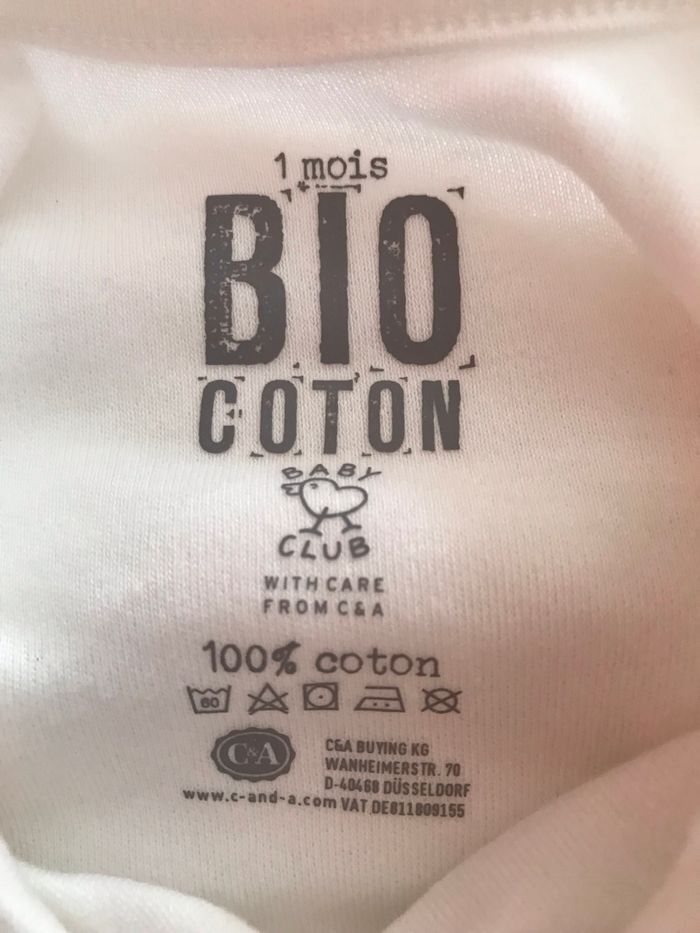 1 mois
BIO
COTON
BABY
CLUB
WITH CARE
FROM C&A
100% coton
60
C&A
C&A BUYING KG
WANHEIMERSTR. 70
D-40468 DÜSSELDORF
www.c-and-a.com VAT DE811809155